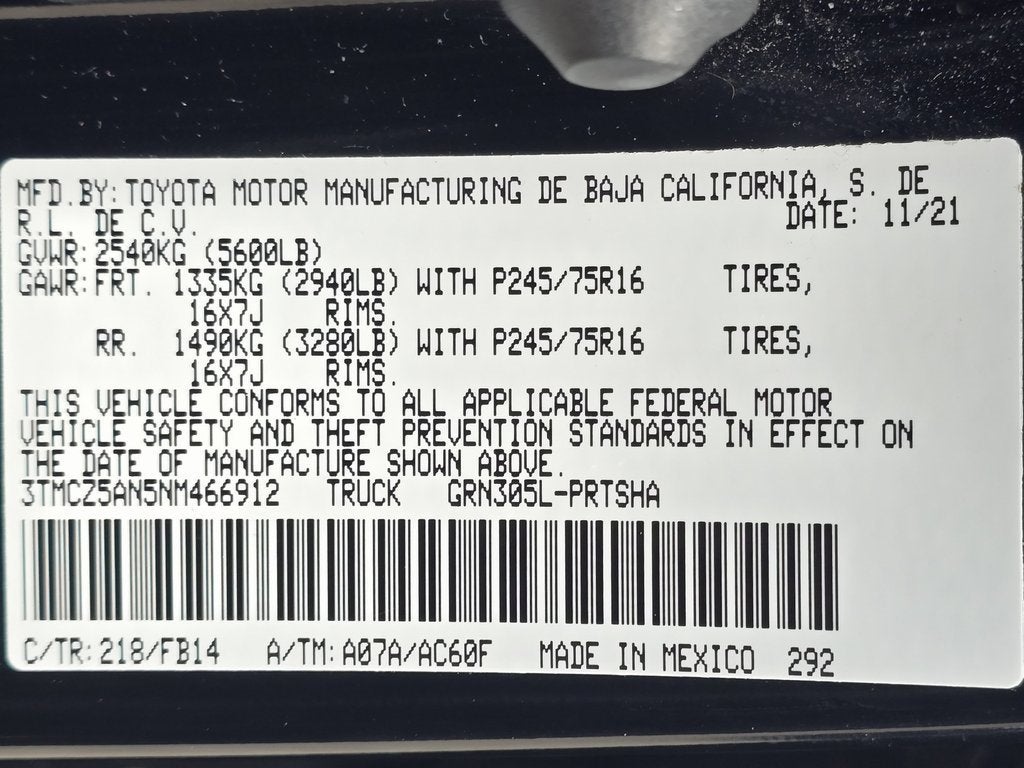 MFD.BY:TOYOTA MOTOR MANUFACTURING DE BAJA CALIFORNIA, S. DE
R.L. DE C.V. DATE: 11/21
GVWR:2540KG (5600LB)
GAWR:FRT. 1335KG (2940LB) WITH P245/75R16 TIRES,
16X7J RIMS.
RR. 1490KG (3280LB) WITH P245/75R16 TIRES,
16X7J RIMS.
THIS VEHICLE CONFORMS TO ALL APPLICABLE FEDERAL MOTOR
VEHICLE SAFETY AND THEFT PREVENTION STANDARDS IN EFFECT ON
THE DATE OF MANUFACTURE SHOWN ABOVE.
3TMCZ5AN5NM466912 TRUCK GRN305L-PRTSHA
C/TR:218/FB14 A/TM:A07A/AC60F MADE IN MEXICO 292